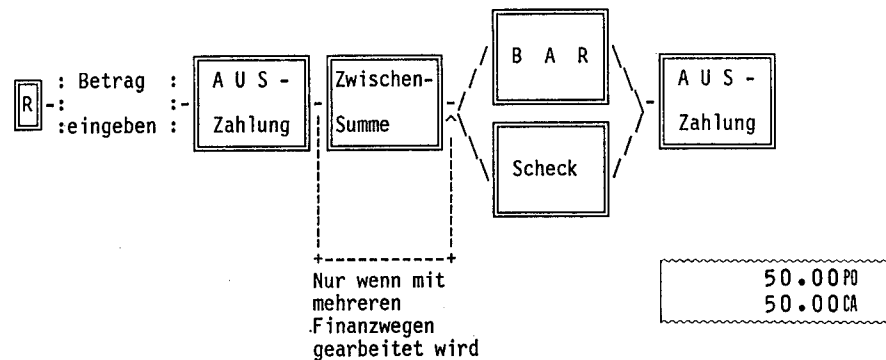 R
: Betrag :
-: :-
:eingeben :
A U S -
Zahlung
Zwischen-
Summe
B A R
Scheck
A U S -
Zahlung
Nur wenn mit
mehreren
Finanzwegen
gearbeitet wird
50.00PO
50.00CA